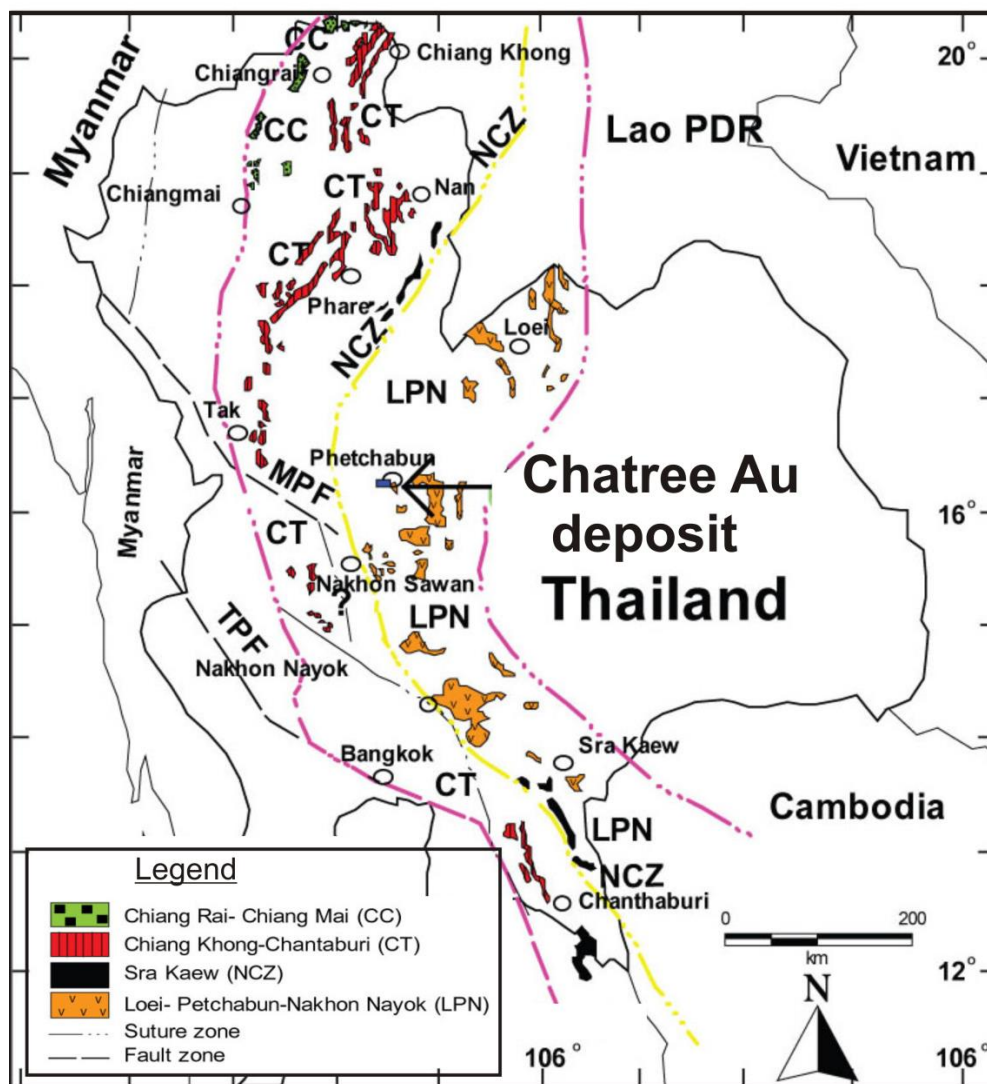 CC
Chiang Khong
20°
Chiangrai
Myanmar
CC
CT
NCZ
Lao PDR
Vietnam
CT
Nan
Chiangmai
CT
Phare
NCZ
Loei
LPN
Tak
Phetchabun
Chatree Au
deposit
MPF
16°
Myanmar
CT
Nakhon Sawan
Thailand
?
LPN
TPF
Nakhon Nayok
Sra Kaew
Bangkok
CT
Cambodia
LPN
NCZ
Chanthaburi
Legend
Chiang Rai- Chiang Mai (CC)
Chiang Khong-Chantaburi (CT)
Sra Kaew (NCZ)
Loei- Petchabun-Nakhon Nayok (LPN)
Suture zone
Fault zone
0 200
km
N
12°
106°
106°